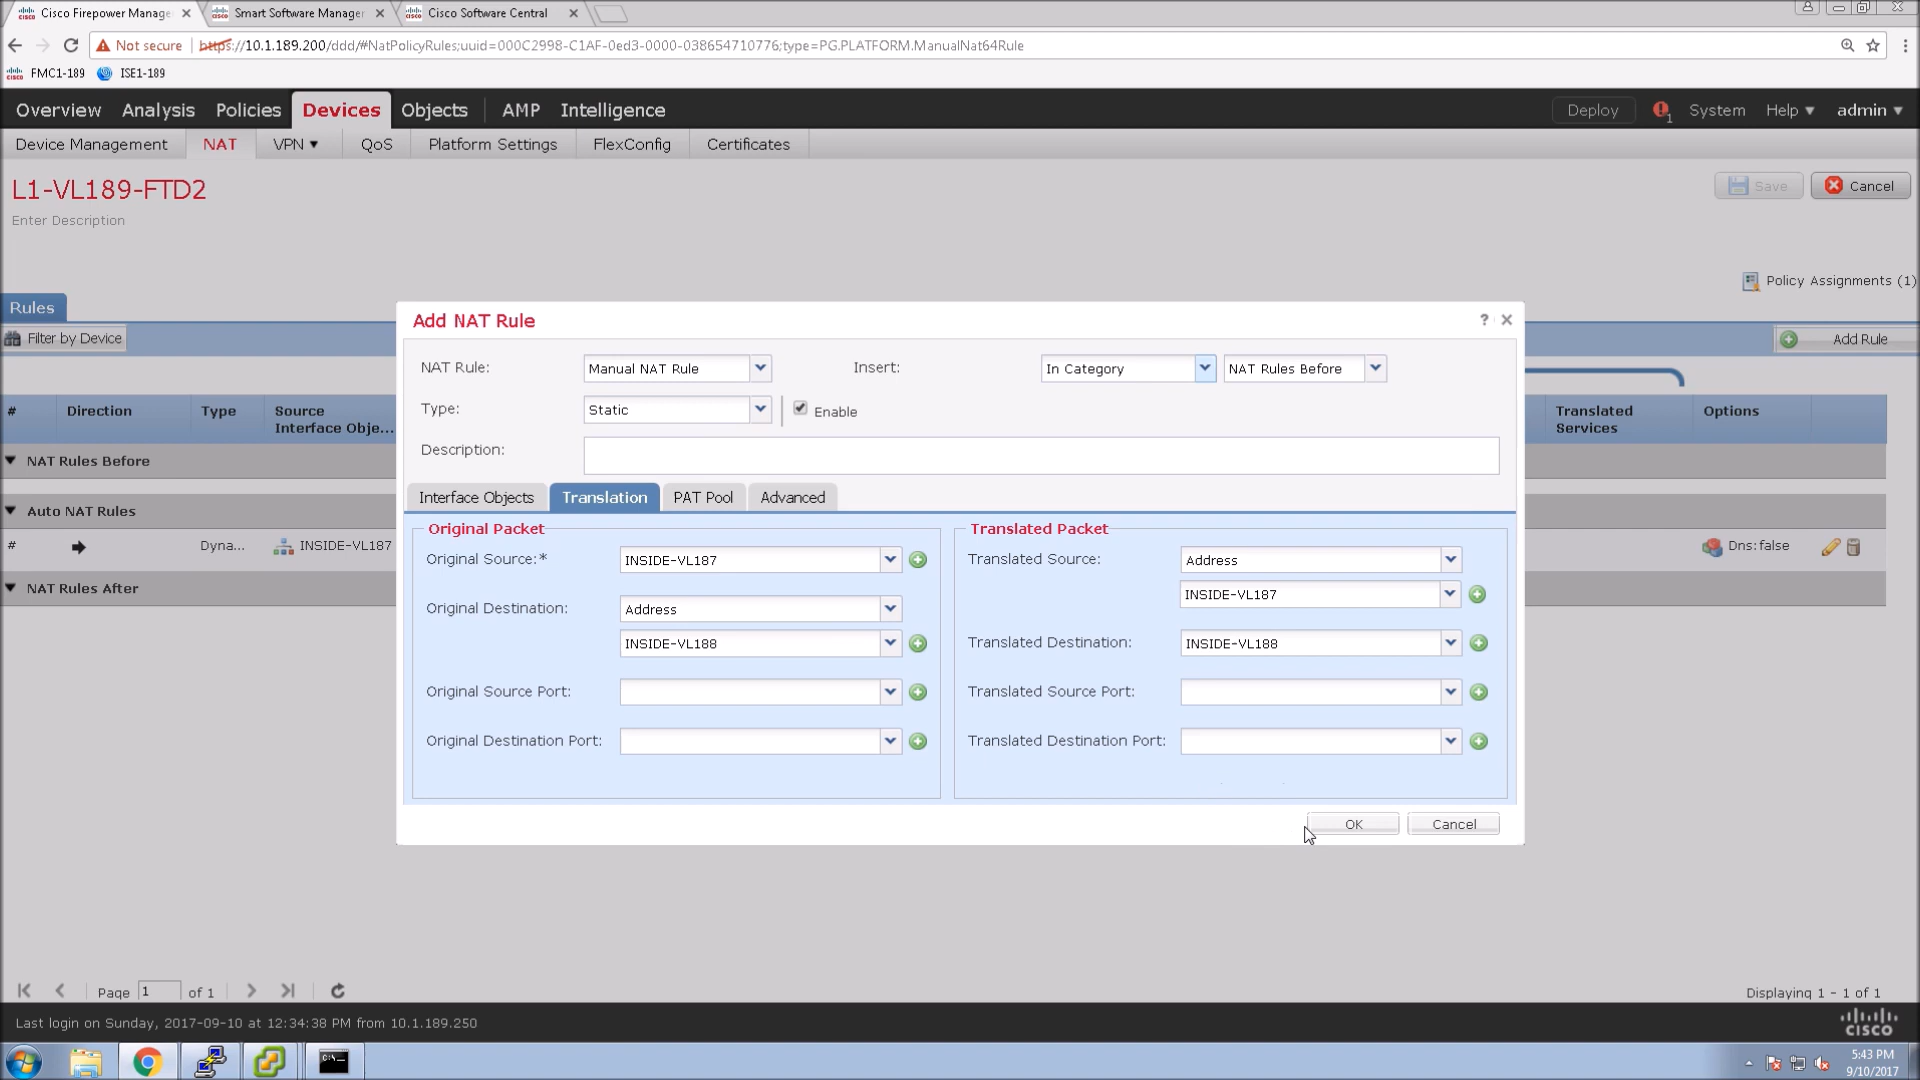 Cisco Firepower Manage
Smart Software Manager
Cisco Software Central
Not secure
https://10.1.189.200/ddd/#NatPolicyRules;uuid=000C2998-C1AF-0ed3-0000-038654710776;type=PG.PLATFORM.ManualNat64Rule
FMC1-189
ISE1-189
Overview Analysis Policies Devices Objects AMP Intelligence
Deploy 1 System Help admin
Device Management NAT VPN QoS Platform Settings FlexConfig Certificates
L1-VL189-FTD2
Save Cancel
Enter Description
Policy Assignments (1)
Rules
Filter by Device
Add Rule
Add NAT Rule ?
NAT Rule: Manual NAT Rule Insert: In Category NAT Rules Before
Type: Static Enable
Description:
# Direction Type Source
Interface Obje...
Translated
Services
Options
NAT Rules Before
Auto NAT Rules
# Dyna... INSIDE-VL187
Dns:false
NAT Rules After
Interface Objects Translation PAT Pool Advanced
Original Packet
Original Source:* INSIDE-VL187
Original Destination: Address
INSIDE-VL188
Original Source Port:
Original Destination Port:
Translated Packet
Translated Source: Address
INSIDE-VL187
Translated Destination: INSIDE-VL188
Translated Source Port:
Translated Destination Port:
OK Cancel
Page 1 of 1
Displaying 1 - 1 of 1
Last login on Sunday, 2017-09-10 at 12:34:38 PM from 10.1.189.250
CISCO
C:\
5:43 PM
9/10/2017